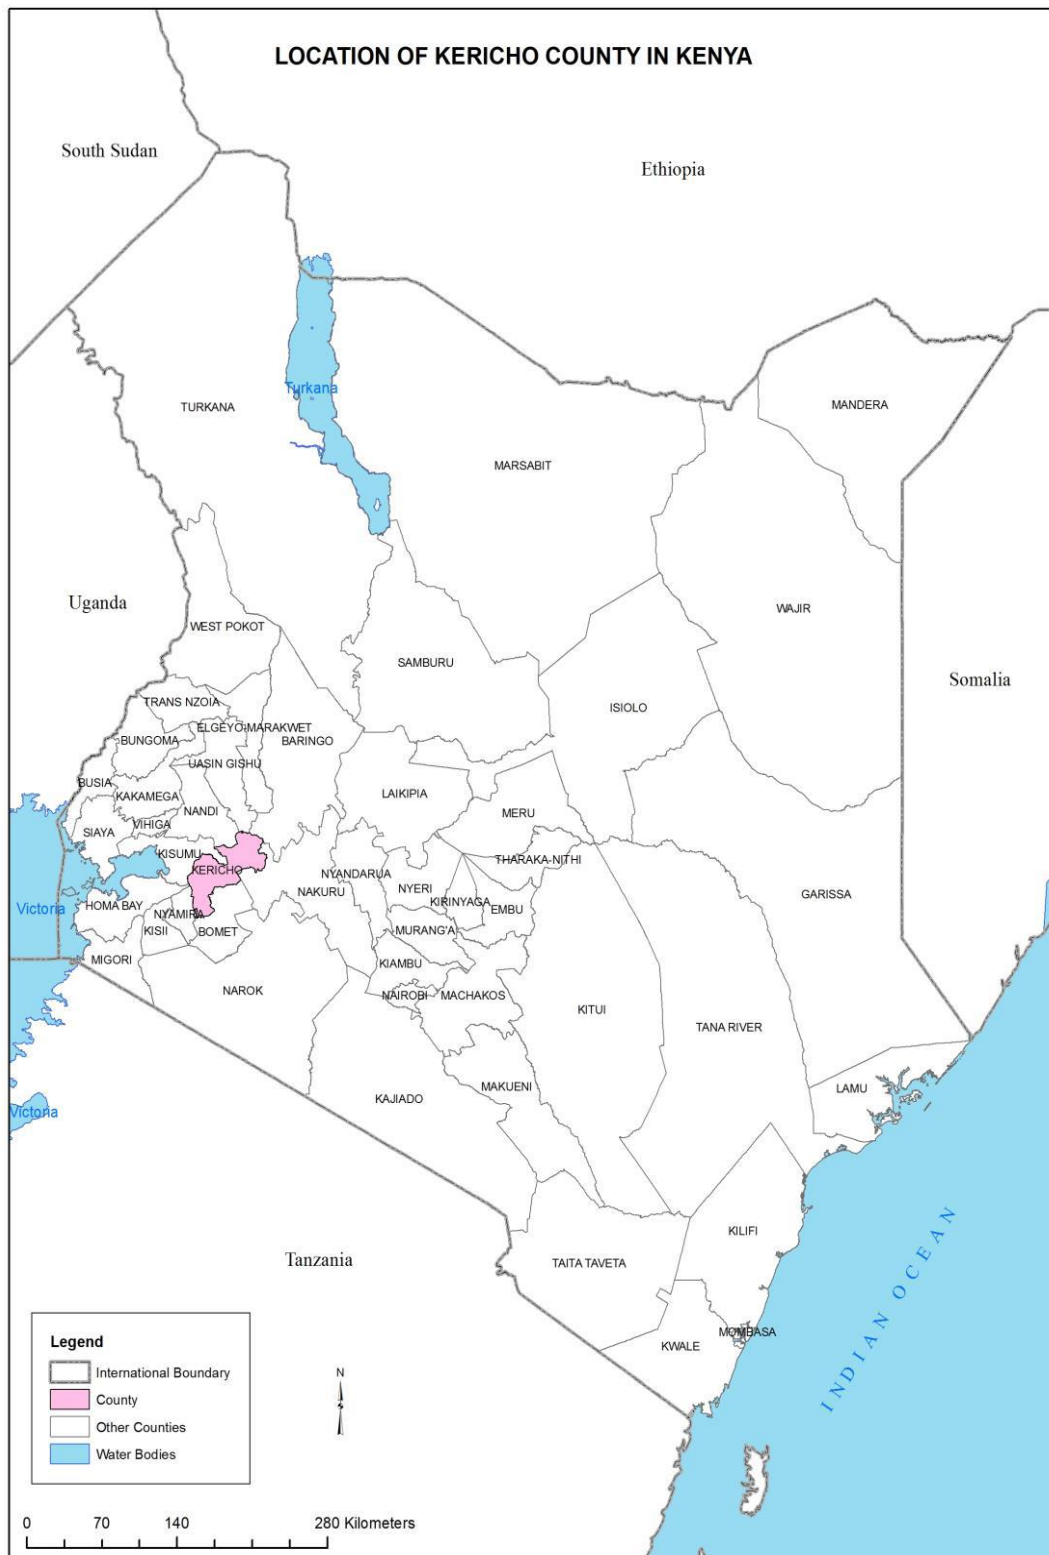 LOCATION OF KERICHO COUNTY IN KENYA
South Sudan
Ethiopia
Turkana
TURKANA
MANDERA
MARSABIT
Uganda
WAJIR
WEST POKOT
SAMBURU
Somalia
TRANS NZOIA
ISIOLO
ELGEYO-MARAKWET
BUNGOMA
BARINGO
UASIN GISHU
BUSIA
KAKAMEGA
LAIKIPIA
NANDI
MERU
VIHIGA
SIAYA
KISUMU
THARAKA-NITHI
KERICHO
NYANDARUA
NAKURU
NYERI
GARISSA
KIRINYAGA
HOMA BAY
Victoria
EMBU
NYAMIRA
KISII
BOMET
MURANG'A
MIGORI
KIAMBU
NAROK
NAIROBI
MACHAKOS
KITUI
TANA RIVER
MAKUENI
LAMU
KAJIADO
Victoria
KILIFI
Tanzania
TAITA TAVETA
INDIAN OCEAN
MOMBASA
KWALE
Legend
International Boundary
County
Other Counties
Water Bodies
N
S
0 70 140 280 Kilometers